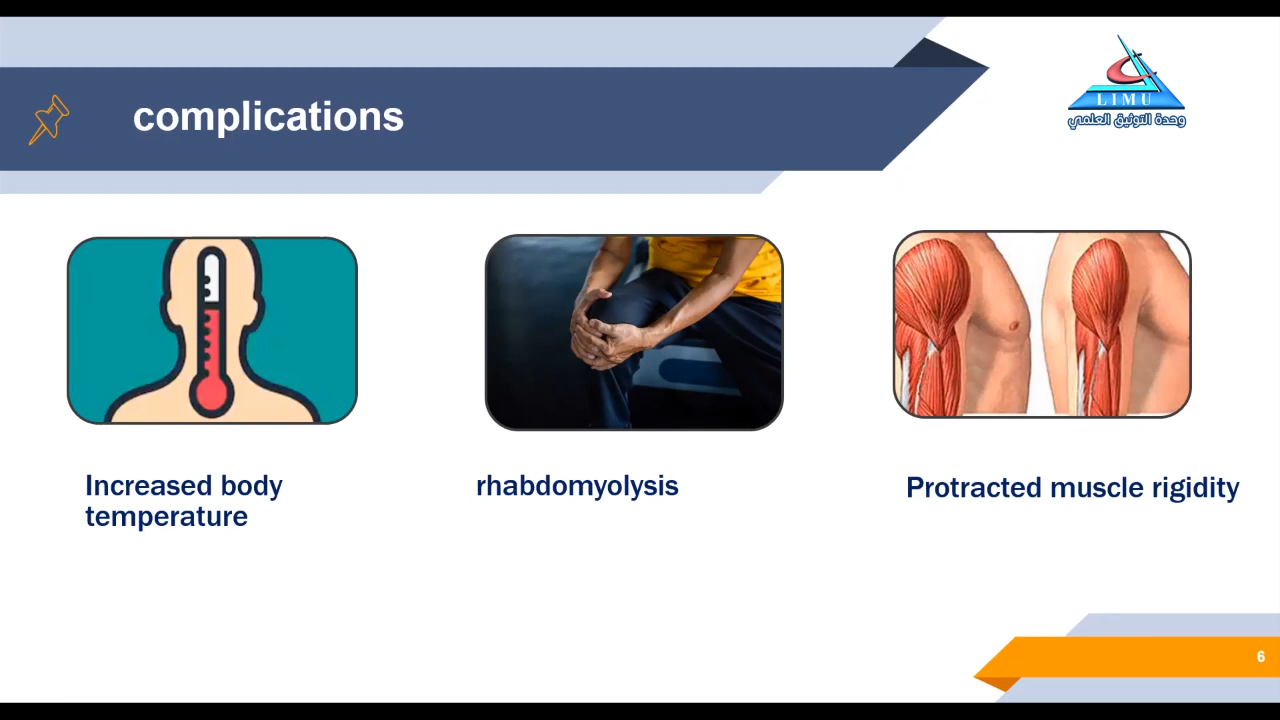 complications
LIMU
وحدة التوثيق العلمي
Increased body
temperature
rhabdomyolysis
Protracted muscle rigidity
6